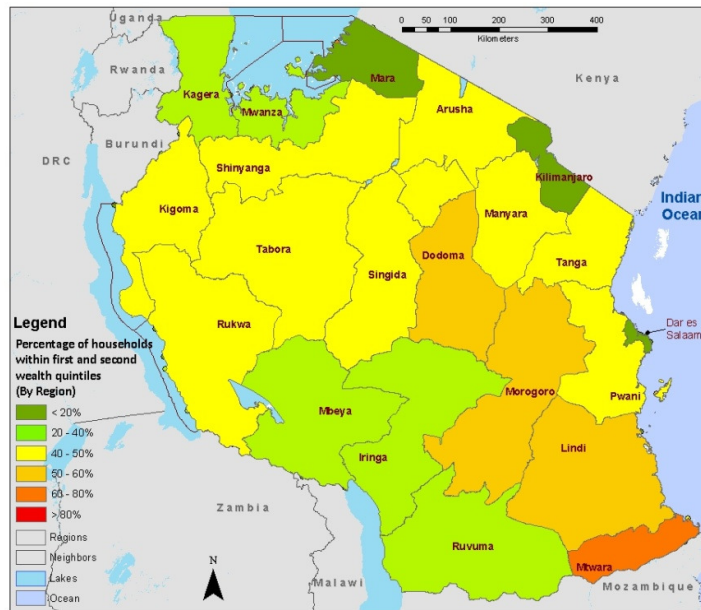 Uganda
0 50 100 200 300 400
Kilometers
Kenya
Rwanda
Kagera
Mara
Mwanza
Arusha
Burundi
DRC
Shinyanga
Kilimanjaro
Indian
Ocean
Kigoma
Manyara
Tabora
Dodoma
Tanga
Singida
Rukwa
Dar es
Salaam
Legend
Percentage of households
within first and second
wealth quintiles
(By Region)
< 20%
20 - 40%
40 - 50%
50 - 60%
60 - 80%
> 80%
Regions
Neighbors
Lakes
Ocean
Mbeya
Morogoro
Pwani
Iringa
Lindi
Zambia
N
Ruvuma
Malawi
Mtwara
Mozambique